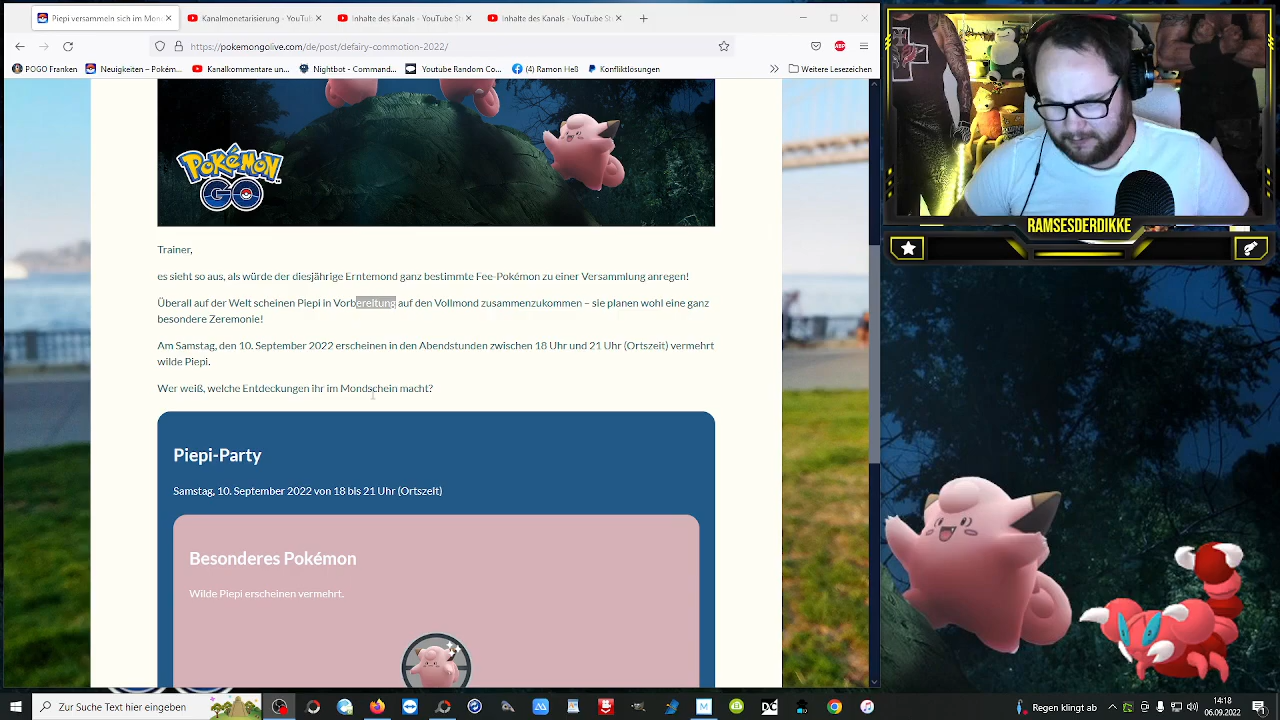 Piepi versammeln sich im Mond
Kanalmonetarisierung - YouTul
Inhalte des Kanals - YouTube St
Inhalte des Kanals - YouTube St
https://pokemongolive.com/de/post/defairy-commotion-2022/
POGO Franken
Neuigkeiten – Pokém...
Kanalkommentare un...
Nightbot - Command...
Youtube Random Co...
(4) Ramon Heß
Konfliktlösungen
Weitere Lesezeichen
POKÉMON
GO
Trainer,
es sieht so aus, als würde der diesjährige Erntemond ganz bestimmte Fee-Pokémon zu einer Versammlung anregen!
Überall auf der Welt scheinen Piepi in Vorbereitung auf den Vollmond zusammenzukommen – sie planen wohl eine ganz
besondere Zeremonie!
Am Samstag, den 10. September 2022 erscheinen in den Abendstunden zwischen 18 Uhr und 21 Uhr (Ortszeit) vermehrt
wilde Piepi.
Wer weiß, welche Entdeckungen ihr im Mondschein macht?
Piepi-Party
Samstag, 10. September 2022 von 18 bis 21 Uhr (Ortszeit)
Besonderes Pokémon
Wilde Piepi erscheinen vermehrt.
RAMSESDERDIKKE
Zur Suche Text hier eingeben
Regen lässt ab
14:18
06.09.2022